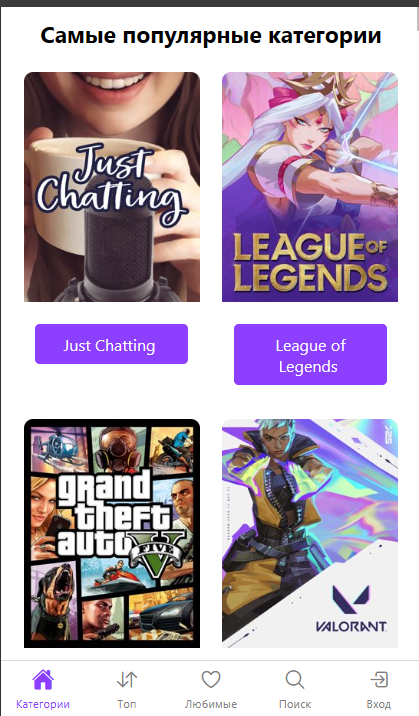 Самые популярные категории
Just
Chatting
LEAGUE OF
LEGENDS
Just Chatting
League of
Legends
grand
theft
auto
V
FIVE
VALORANT
Категории
Топ
Любимые
Поиск
Вход